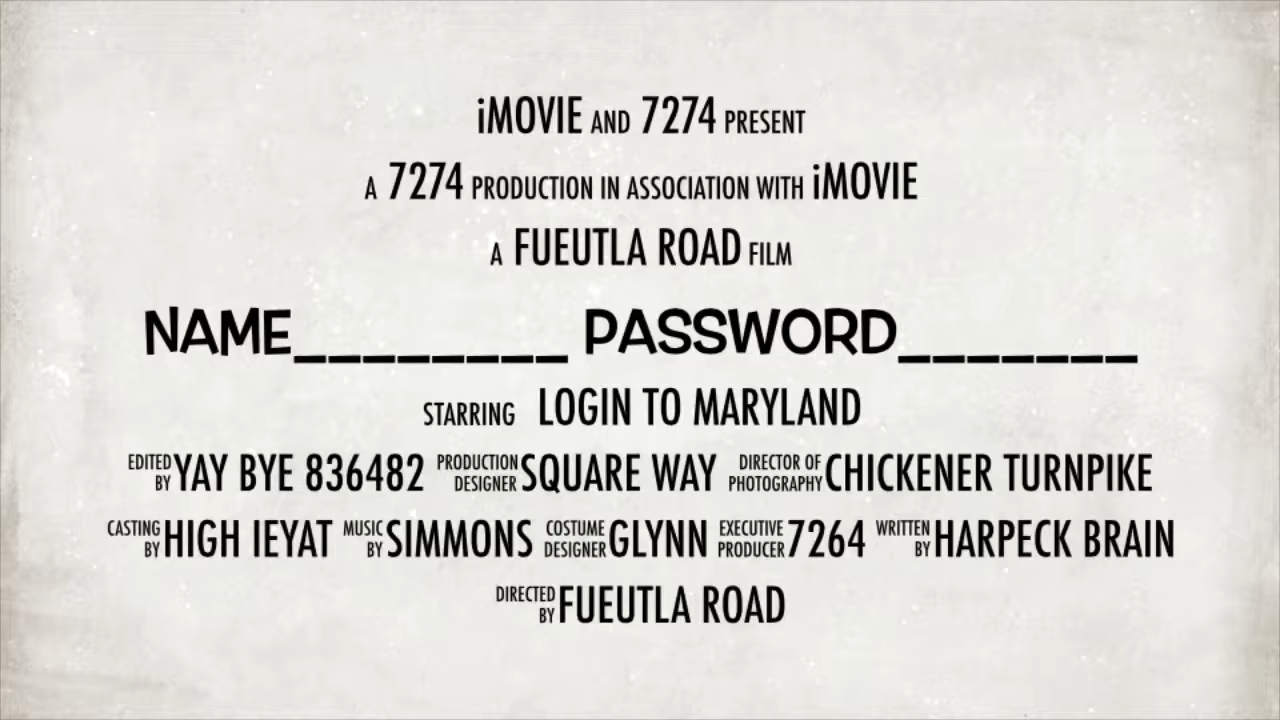 iMOVIE AND 7274 PRESENT
A 7274 PRODUCTION IN ASSOCIATION WITH iMOVIE
A FUEUTLA ROAD FILM
NAME________ PASSWORD_______
STARRING LOGIN TO MARYLAND
EDITED BY YAY BYE 836482 PRODUCTION DESIGNER SQUARE WAY DIRECTOR OF PHOTOGRAPHY CHICKENER TURNPIKE
CASTING BY HIGH IEYAT MUSIC BY SIMMONS COSTUME DESIGNER GLYNN EXECUTIVE PRODUCER 7264 WRITTEN BY HARPECK BRAIN
DIRECTED BY FUEUTLA ROAD